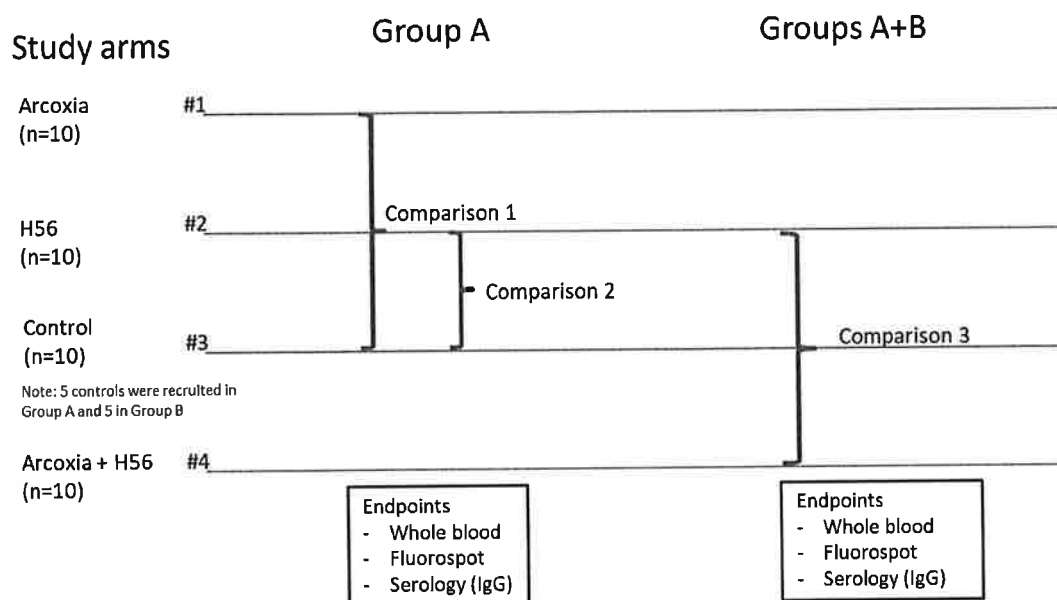 Group A
Groups A+B
Study arms
Arcoxia
(n=10)
#1
H56
(n=10)
#2
Comparison 1
Comparison 2
Control
(n=10)
#3
Comparison 3
Note: 5 controls were recruited in
Group A and 5 in Group B
Arcoxia + H56
(n=10)
#4
Endpoints
- Whole blood
- Fluorospot
- Serology (IgG)
Endpoints
- Whole blood
- Fluorospot
- Serology (IgG)